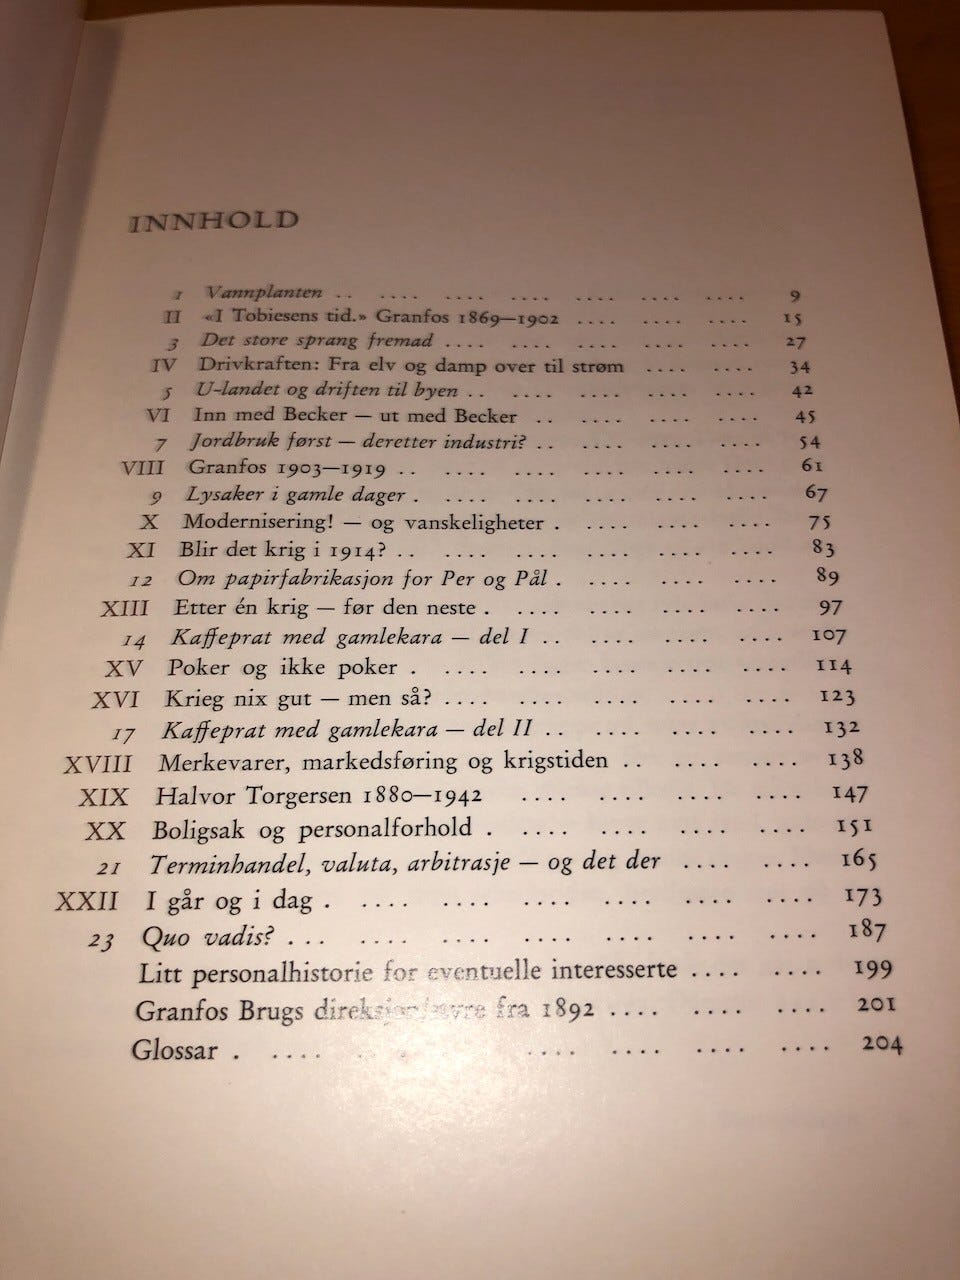 INNHOLD
1 Vannplanten .. .... .... .... .... .... .... 9
II «I Tobiesens tid.» Granfos 1869—1902 .... .... .... 15
3 Det store sprang fremad .... .... .... .... .... 27
IV Drivkraften: Fra elv og damp over til strøm .... .... 34
5 U-landet og driften til byen .. .... .... .... .... 42
VI Inn med Becker — ut med Becker .. .... .... .... 45
7 Jordbruk først — deretter industri? .. .... .... .... 54
VIII Granfos 1903—1919 .. .... .... .... .... .... 61
9 Lysaker i gamle dager . .... .... .... .... .... 67
X Modernisering! — og vanskeligheter . .... .... .... 75
XI Blir det krig i 1914? .. .... .... .... .... .... 83
12 Om papirfabrikasjon for Per og Pål . .... .... .... 89
XIII Etter én krig — før den neste . .... .... .... .... 97
14 Kaffeprat med gamlekara — del I .. .... .... .... 107
XV Poker og ikke poker . .... .... .... .... .... 114
XVI Krieg nix gut — men så? .... .... .... .... .... 123
17 Kaffeprat med gamlekara — del II .. .... .... .... 132
XVIII Merkevarer, markedsføring og krigstiden .. .... .... 138
XIX Halvor Torgersen 1880—1942 .... .... .... .... 147
XX Boligsak og personalforhold . .... .... .... .... 151
21 Terminhandel, valuta, arbitrasje — og det der .... .... 165
XXII I går og i dag . .... .... .... .... .... .... 173
23 Quo vadis? ... .... .... .... .... .... .... 187
Litt personalhistorie for eventuelle interesserte .... .... 199
Granfos Brugs fra 1892 .... .... .... 201
Glossar . .... .... .... .... .... 204